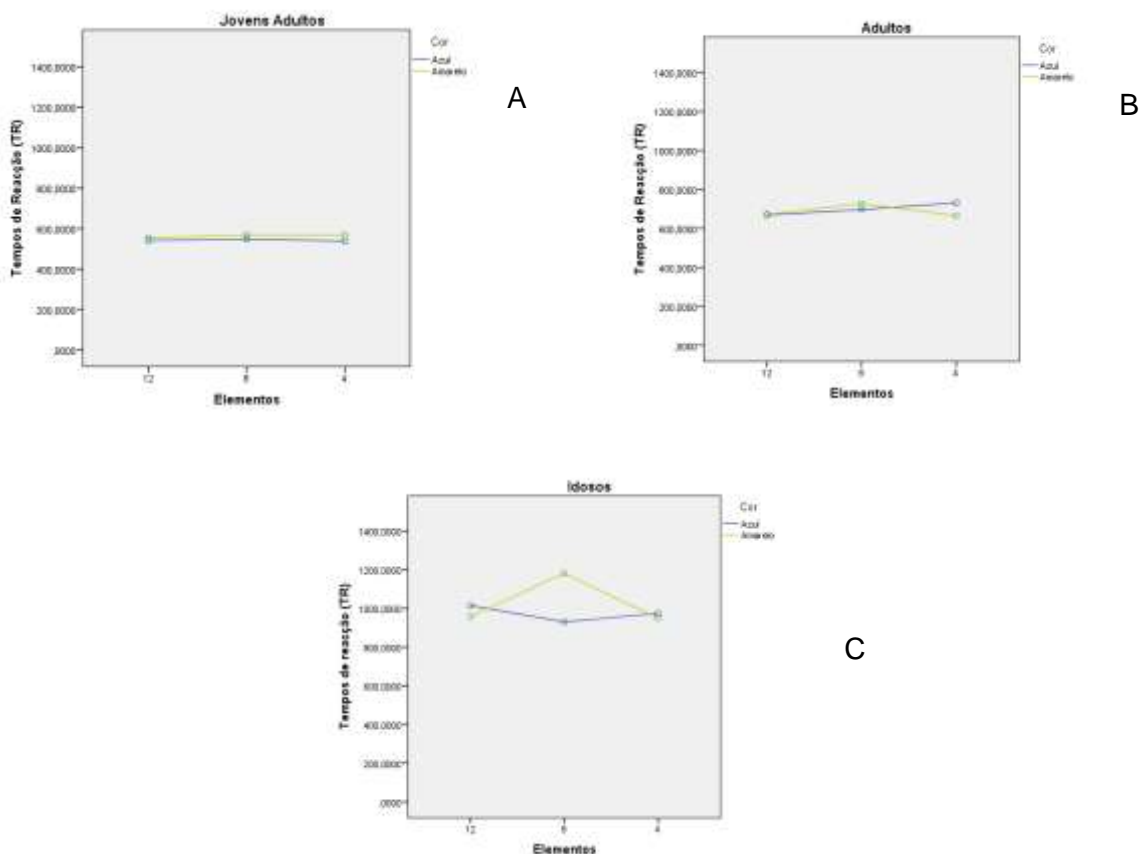 Jovens Adultos
Cor
Azul
Amarelo
1400,0000
1200,0000
1000,0000
800,0000
600,0000
400,0000
200,0000
,0000
Tempos de Reacção (TR)
12
8
4
Elementos
A
Adultos
Cor
Azul
Amarelo
1400,0000
1200,0000
1000,0000
800,0000
600,0000
400,0000
200,0000
,0000
Tempos de Reacção (TR)
12
8
4
Elementos
B
Idosos
Cor
Azul
Amarelo
1400,0000
1200,0000
1000,0000
800,0000
600,0000
400,0000
200,0000
,0000
Tempos de reacção (TR)
12
8
4
Elementos
C